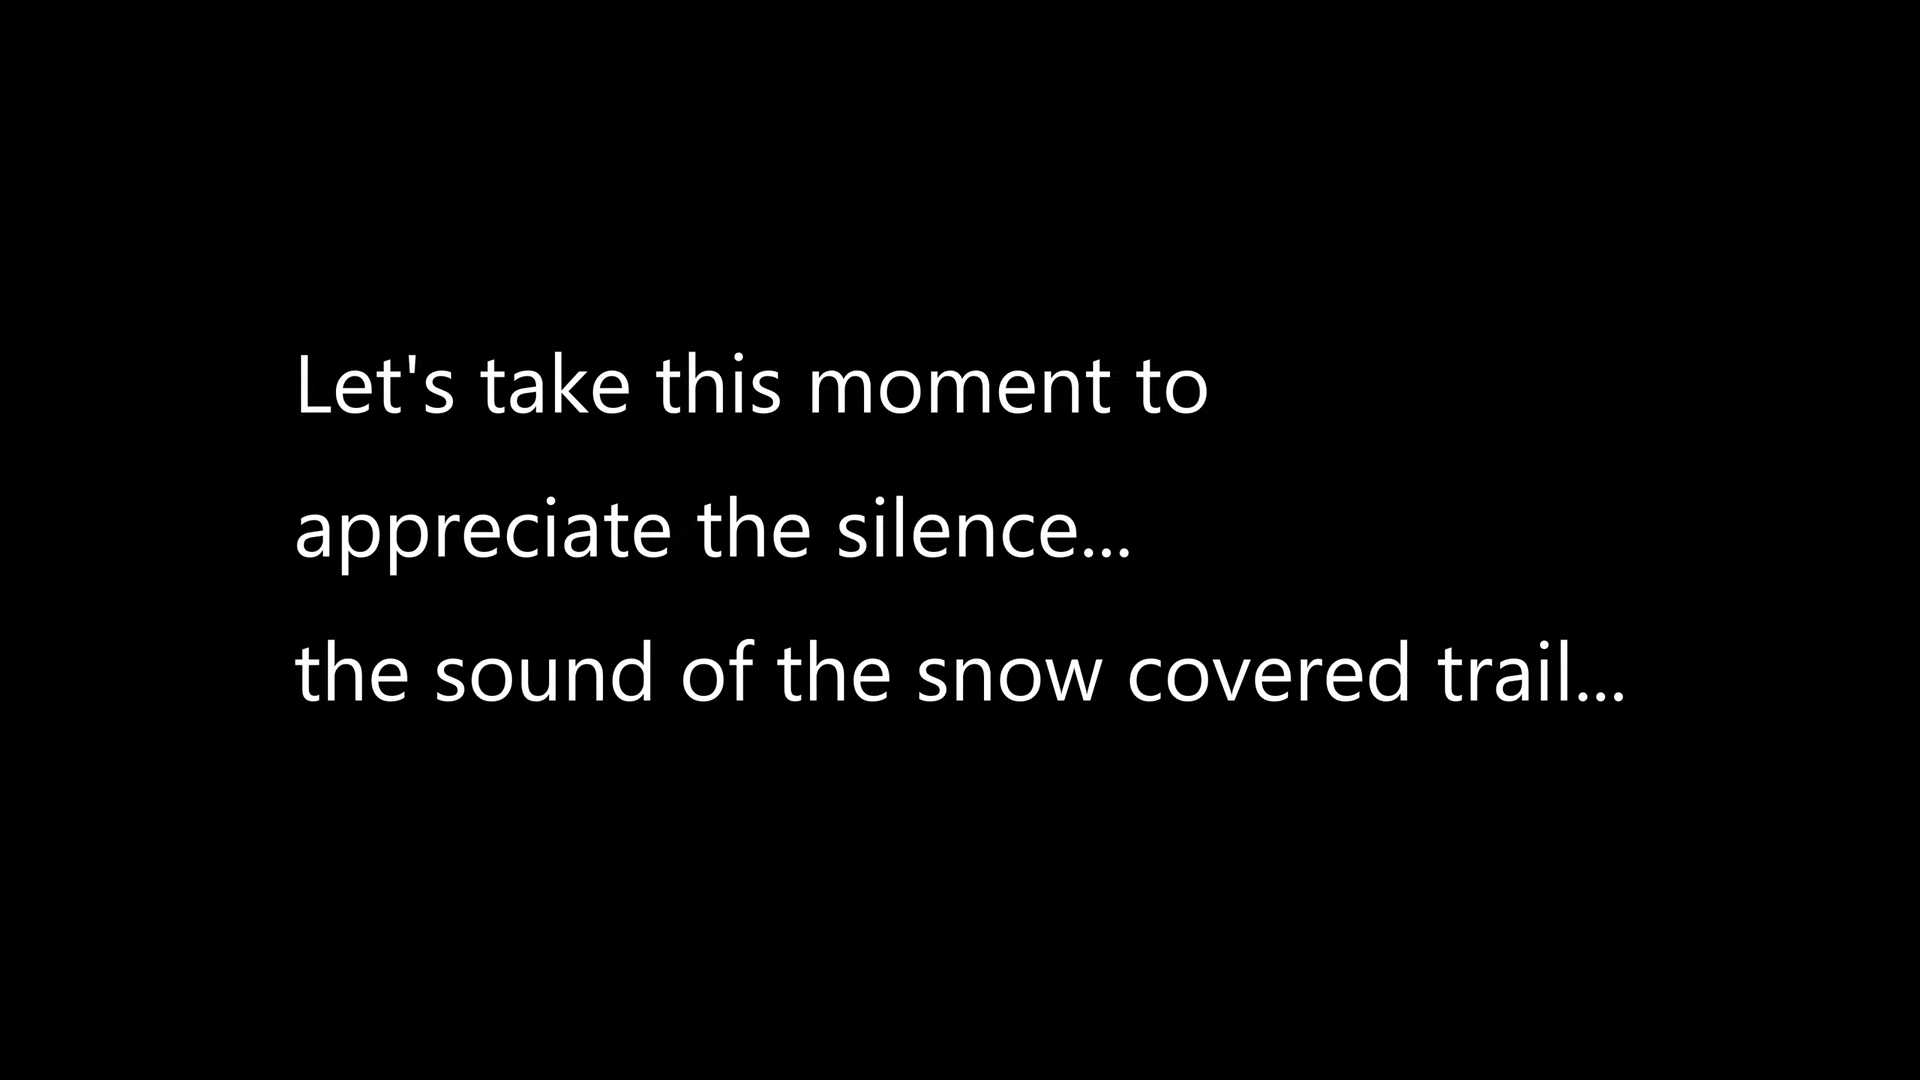 Let's take this moment to
appreciate the silence...
the sound of the snow covered trail...